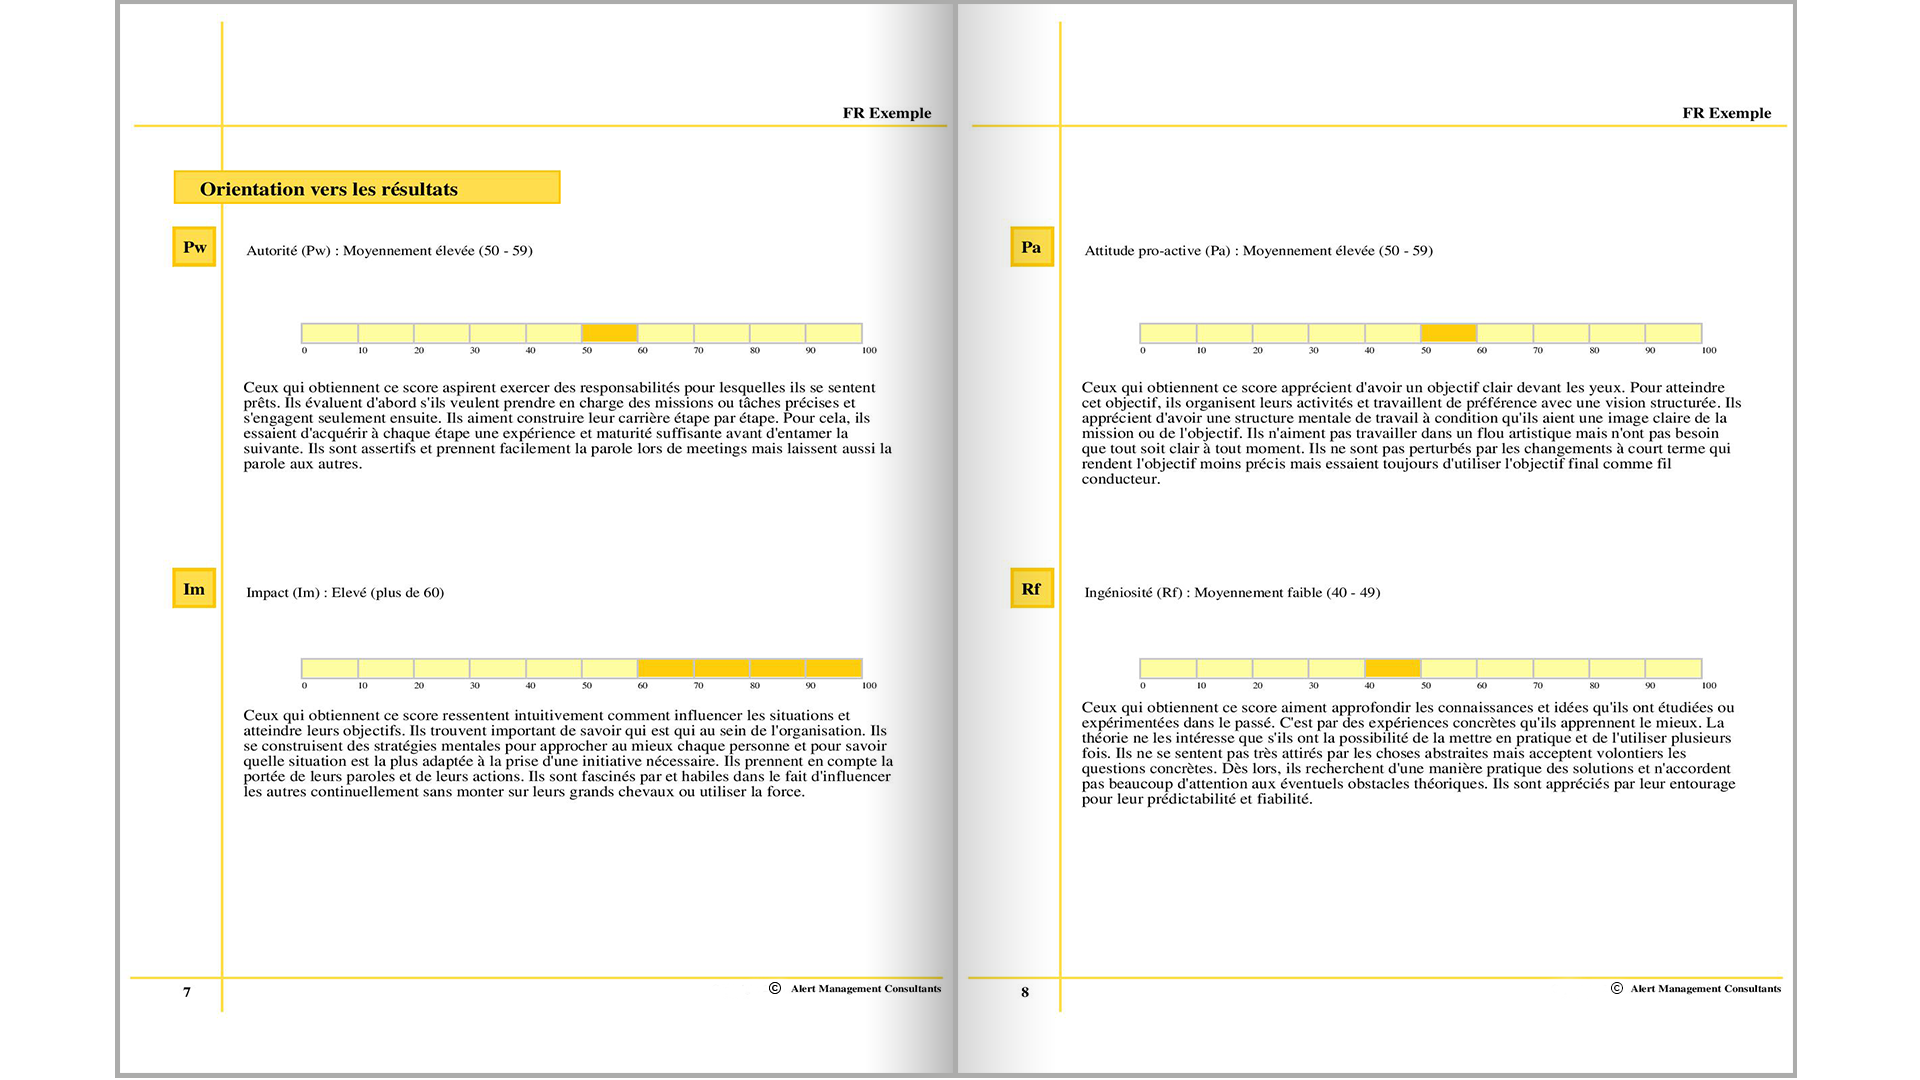 FR Exemple
Orientation vers les résultats
Pw
Autorité (Pw) : Moyennement élevée (50 - 59)
0 10 20 30 40 50 60 70 80 90 100
Ceux qui obtiennent ce score aspirent exercer des responsabilités pour lesquelles ils se sentent
prêts. Ils évaluent d'abord s'ils veulent prendre en charge des missions ou tâches précises et
s'engagent seulement ensuite. Ils aiment construire leur carrière étape par étape. Pour cela, ils
essaient d'acquérir à chaque étape une expérience et maturité suffisante avant d'entamer la
suivante. Ils sont assertifs et prennent facilement la parole lors de meetings mais laissent aussi la
parole aux autres.
Im
Impact (Im) : Elevé (plus de 60)
0 10 20 30 40 50 60 70 80 90 100
Ceux qui obtiennent ce score ressentent intuitivement comment influencer les situations et
atteindre leurs objectifs. Ils trouvent important de savoir qui est qui au sein de l'organisation. Ils
se construisent des stratégies mentales pour approcher au mieux chaque personne et pour savoir
quelle situation est la plus adaptée à la prise d'une initiative nécessaire. Ils prennent en compte la
portée de leurs paroles et de leurs actions. Ils sont fascinés par et habiles dans le fait d'influencer
les autres continuellement sans monter sur leurs grands chevaux ou utiliser la force.
7
© Alert Management Consultants
FR Exemple
Pa
Attitude pro-active (Pa) : Moyennement élevée (50 - 59)
0 10 20 30 40 50 60 70 80 90 100
Ceux qui obtiennent ce score apprécient d'avoir un objectif clair devant les yeux. Pour atteindre
cet objectif, ils organisent leurs activités et travaillent de préférence avec une vision structurée. Ils
apprécient d'avoir une structure mentale de travail à condition qu'ils aient une image claire de la
mission ou de l'objectif. Ils n'aiment pas travailler dans un flou artistique mais n'ont pas besoin
que tout soit clair à tout moment. Ils ne sont pas perturbés par les changements à court terme qui
rendent l'objectif moins précis mais essaient toujours d'utiliser l'objectif final comme fil
conducteur.
Rf
Ingéniosité (Rf) : Moyennement faible (40 - 49)
0 10 20 30 40 50 60 70 80 90 100
Ceux qui obtiennent ce score aiment approfondir les connaissances et idées qu'ils ont étudiées ou
expérimentées dans le passé. C'est par des expériences concrètes qu'ils apprennent le mieux. La
théorie ne les intéresse que s'ils ont la possibilité de la mettre en pratique et de l'utiliser plusieurs
fois. Ils ne se sentent pas très attirés par les choses abstraites mais acceptent volontiers les
questions concrètes. Dès lors, ils recherchent d'une manière pratique des solutions et n'accordent
pas beaucoup d'attention aux éventuels obstacles théoriques. Ils sont appréciés par leur entourage
pour leur prédictabilité et fiabilité.
8
© Alert Management Consultants